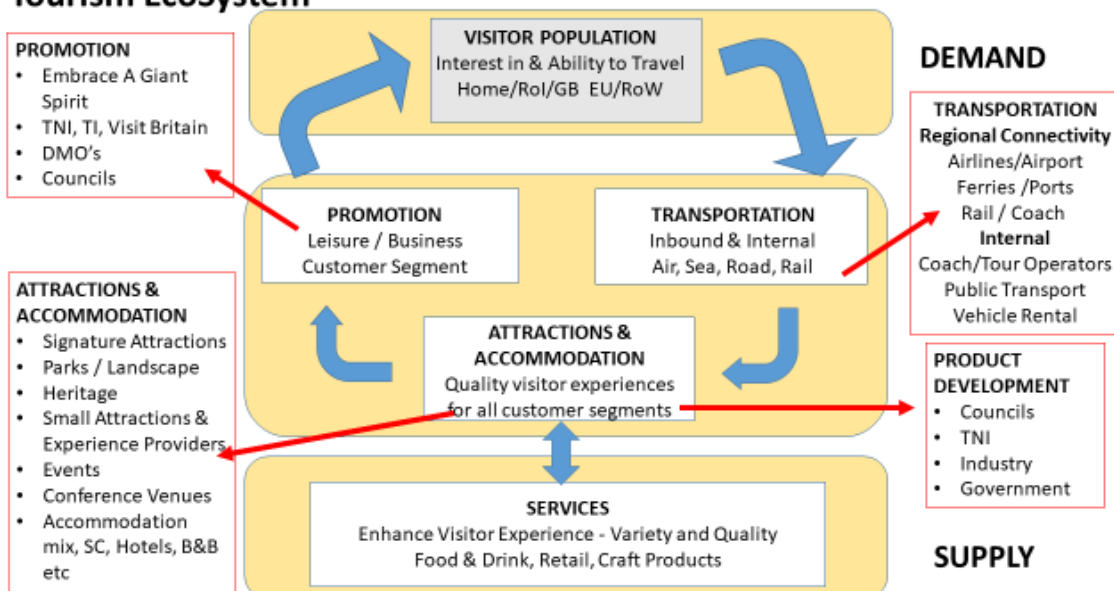 Tourism EcoSystem
PROMOTION
• Embrace A Giant
Spirit
• TNI, TI, Visit Britain
• DMO's
• Councils
VISITOR POPULATION
Interest in & Ability to Travel
Home/RoI/GB EU/RoW
DEMAND
TRANSPORTATION
Regional Connectivity
Airlines/Airport
Ferries /Ports
Rail / Coach
Internal
Coach/Tour Operators
Public Transport
Vehicle Rental
PROMOTION
Leisure / Business
Customer Segment
TRANSPORTATION
Inbound & Internal
Air, Sea, Road, Rail
ATTRACTIONS &
ACCOMMODATION
• Signature Attractions
• Parks / Landscape
• Heritage
• Small Attractions &
Experience Providers
• Events
• Conference Venues
• Accommodation
mix, SC, Hotels, B&B
etc
ATTRACTIONS &
ACCOMMODATION
Quality visitor experiences
for all customer segments
PRODUCT
DEVELOPMENT
• Councils
• TNI
• Industry
• Government
SERVICES
Enhance Visitor Experience - Variety and Quality
Food & Drink, Retail, Craft Products
SUPPLY